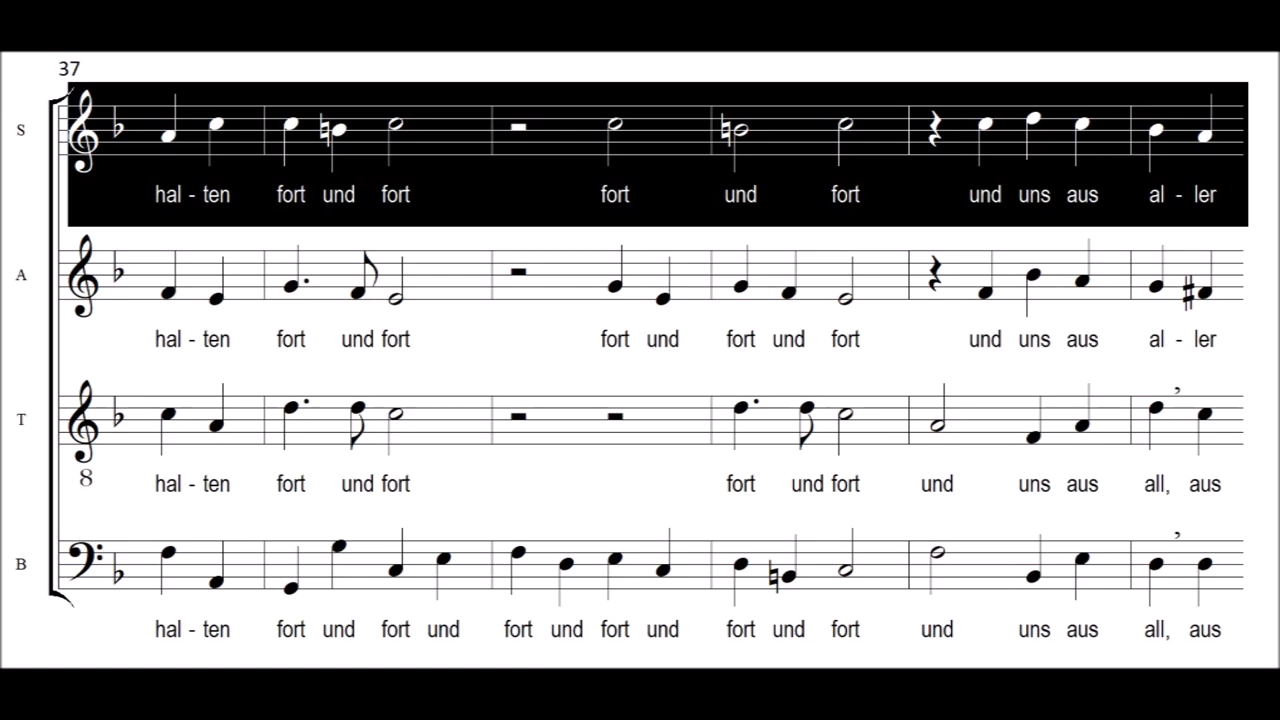 37
S
hal - ten fort und fort fort und fort und uns aus al - ler
A
hal - ten fort und fort fort und fort und fort und uns aus al - ler
T
8
hal - ten fort und fort fort und fort und uns aus all, aus
B
hal - ten fort und fort und fort und fort und fort und fort und uns aus all, aus